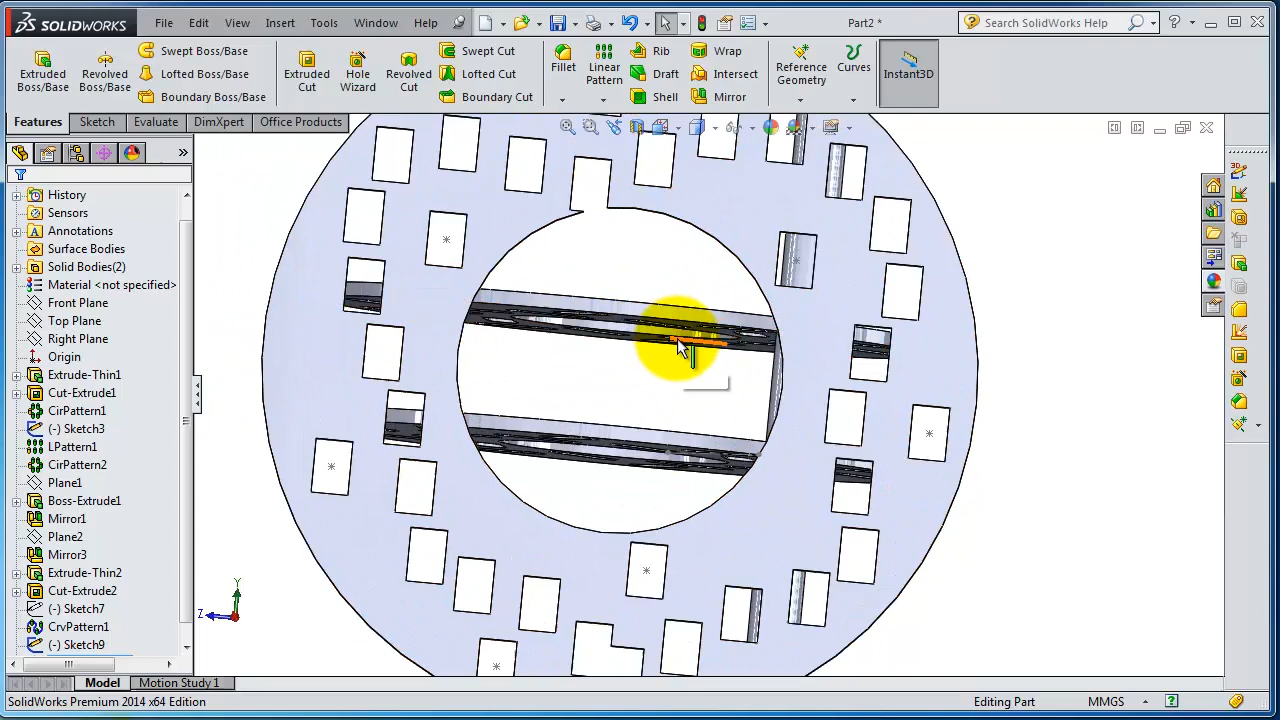 SOLIDWORKS File Edit View Insert Tools Window Help Part2 * Search SolidWorks Help
Extruded Boss/Base Revolved Boss/Base Swept Boss/Base Lofted Boss/Base Boundary Boss/Base Extruded Cut Hole Wizard Revolved Cut Swept Cut Lofted Cut Boundary Cut Fillet Linear Pattern Rib Draft Shell Wrap Intersect Mirror Reference Geometry Curves Instant3D
Features Sketch Evaluate DimXpert Office Products
History
Sensors
Annotations
Surface Bodies
Solid Bodies(2)
Material <not specified>
Front Plane
Top Plane
Right Plane
Origin
Extrude-Thin1
Cut-Extrude1
CirPattern1
(-) Sketch3
LPattern1
CirPattern2
Plane1
Boss-Extrude1
Mirror1
Plane2
Mirror3
Extrude-Thin2
Cut-Extrude2
(-) Sketch7
CrvPattern1
(-) Sketch9
Y
Z
Model Motion Study 1
SolidWorks Premium 2014 x64 Edition Editing Part MMGS